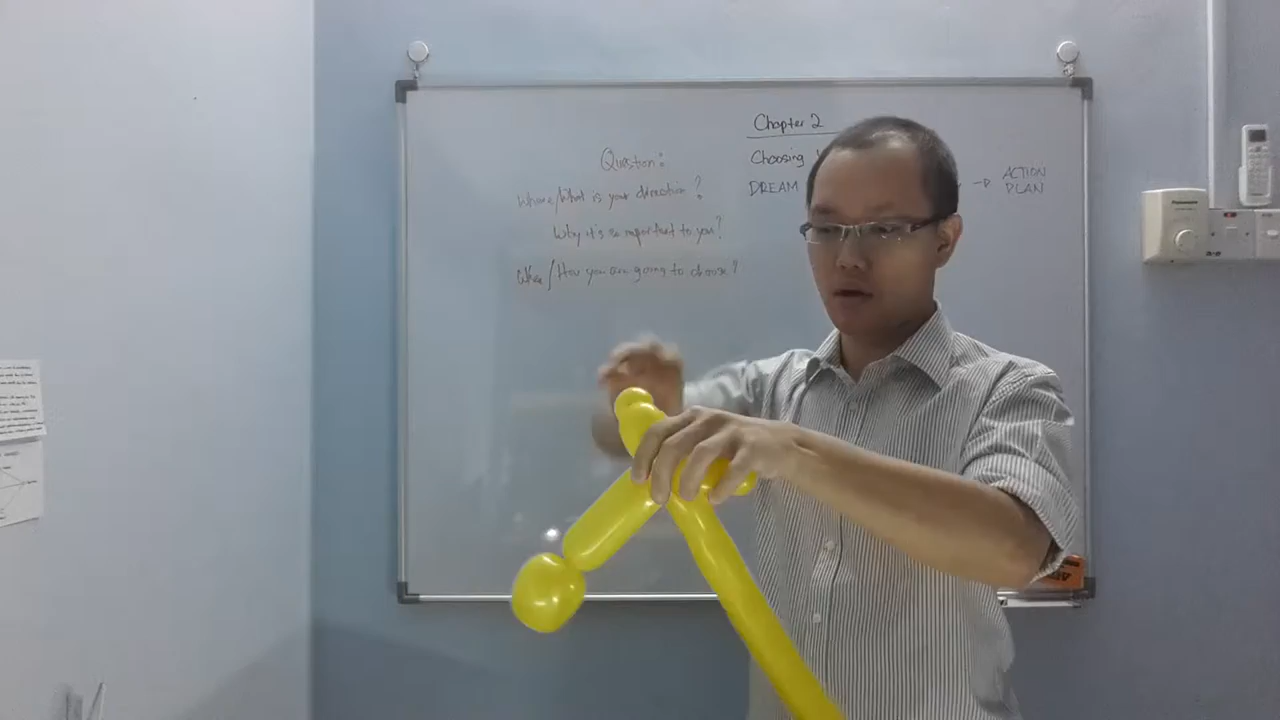 Chapter 2
Choosing
DREAM
→ ACTION
PLAN
Question:
Where/What is your direction?
Why it's so important to you?
When/How you are going to choose?
Panasonic